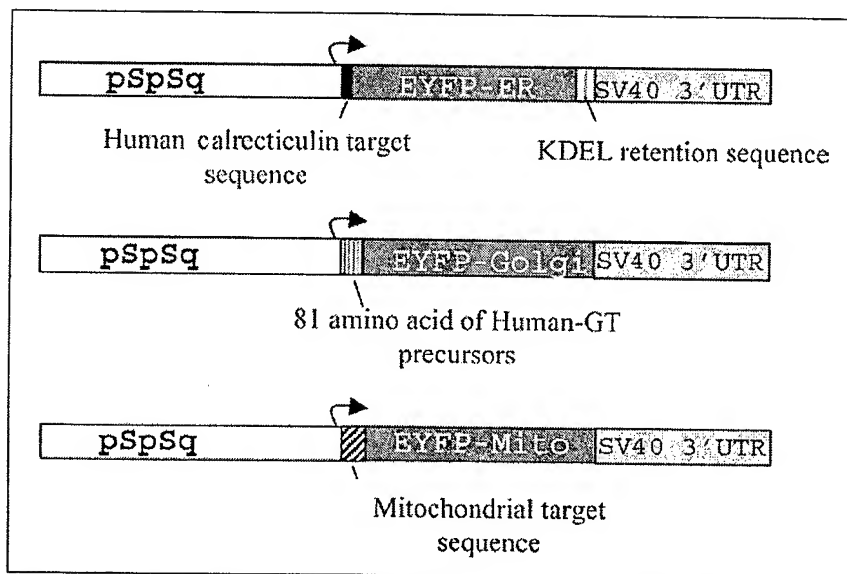 pSpSq EYFP-ER SV40 3'UTR
Human calrecticulin target
sequence
KDEL retention sequence
pSpSq EYFP-Golgi SV40 3'UTR
81 amino acid of Human-GT
precursors
pSpSq EYFP-Mito SV40 3'UTR
Mitochondrial target
sequence